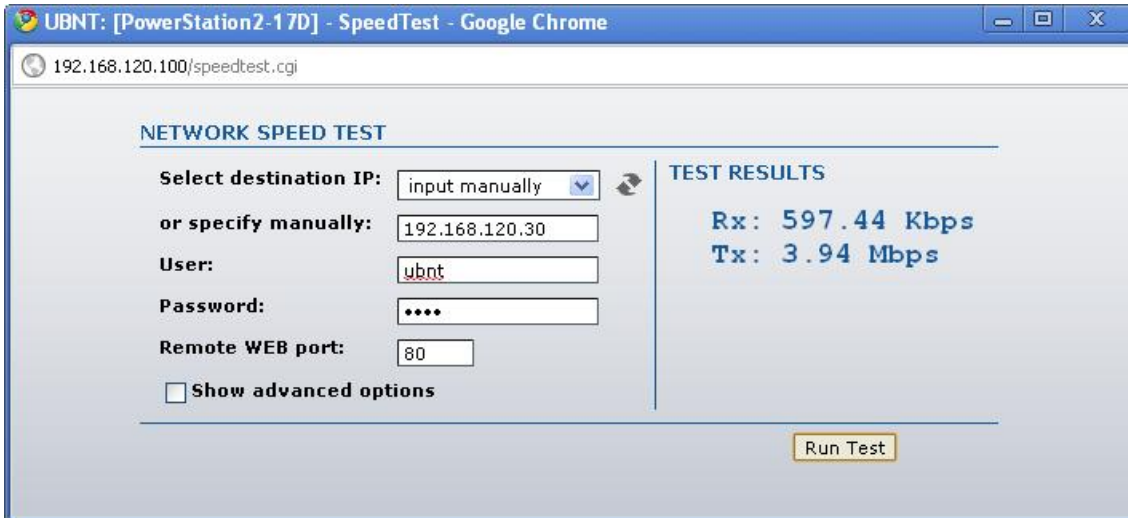 UBNT: [PowerStation2-17D] - SpeedTest - Google Chrome
192.168.120.100/speedtest.cgi
NETWORK SPEED TEST
Select destination IP: input manually
or specify manually: 192.168.120.30
User: ubnt
Password: ••••
Remote WEB port: 80
Show advanced options
TEST RESULTS
Rx: 597.44 Kbps
Tx: 3.94 Mbps
Run Test